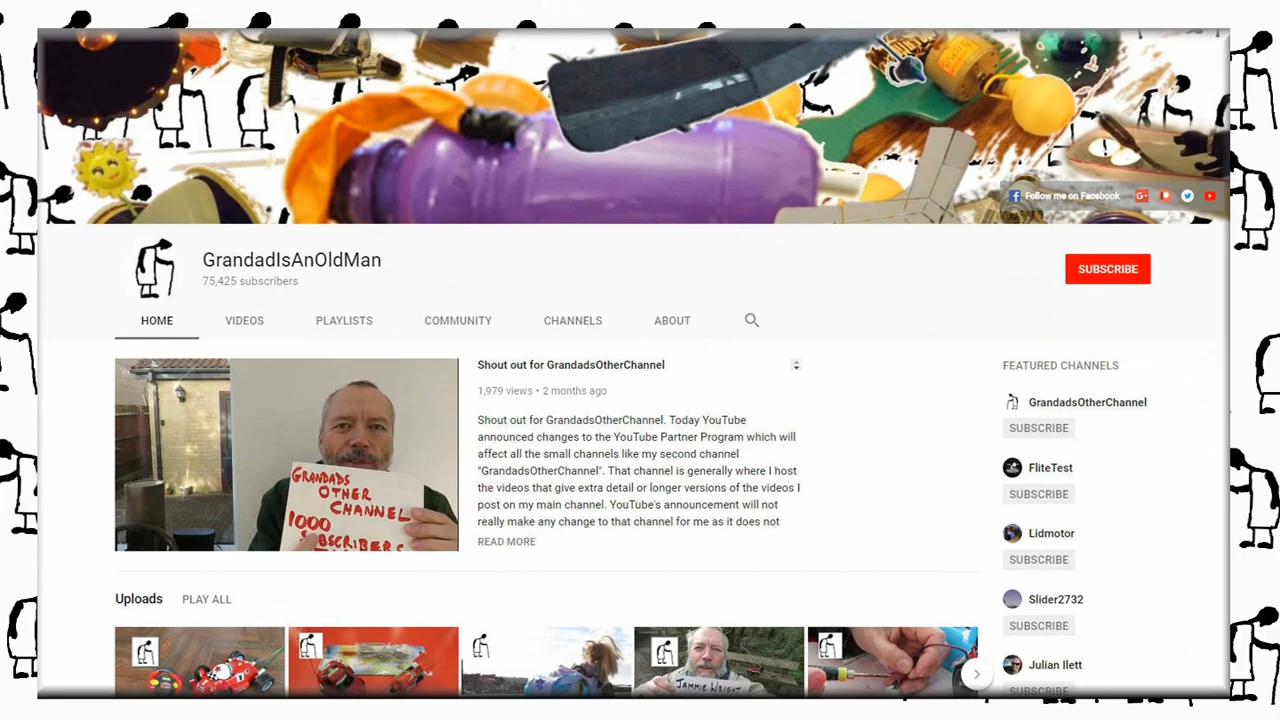 Follow me on Facebook
GrandadIsAnOldMan
75,425 subscribers
SUBSCRIBE
HOME VIDEOS PLAYLISTS COMMUNITY CHANNELS ABOUT
GRANDADS
OTHER
CHANNEL
1000
SUBSCRIBERS
Shout out for GrandadsOtherChannel
1,979 views • 2 months ago
Shout out for GrandadsOtherChannel. Today YouTube
announced changes to the YouTube Partner Program which will
affect all the small channels like my second channel
"GrandadsOtherChannel". That channel is generally where I host
the videos that give extra detail or longer versions of the videos I
post on my main channel. YouTube's announcement will not
really make any change to that channel for me as it does not
READ MORE
FEATURED CHANNELS
GrandadsOtherChannel
SUBSCRIBE
FliteTest
SUBSCRIBE
Lidmotor
SUBSCRIBE
Slider2732
SUBSCRIBE
Julian Ilett
SUBSCRIBE
Uploads PLAY ALL
JAMMIE WRIGHT